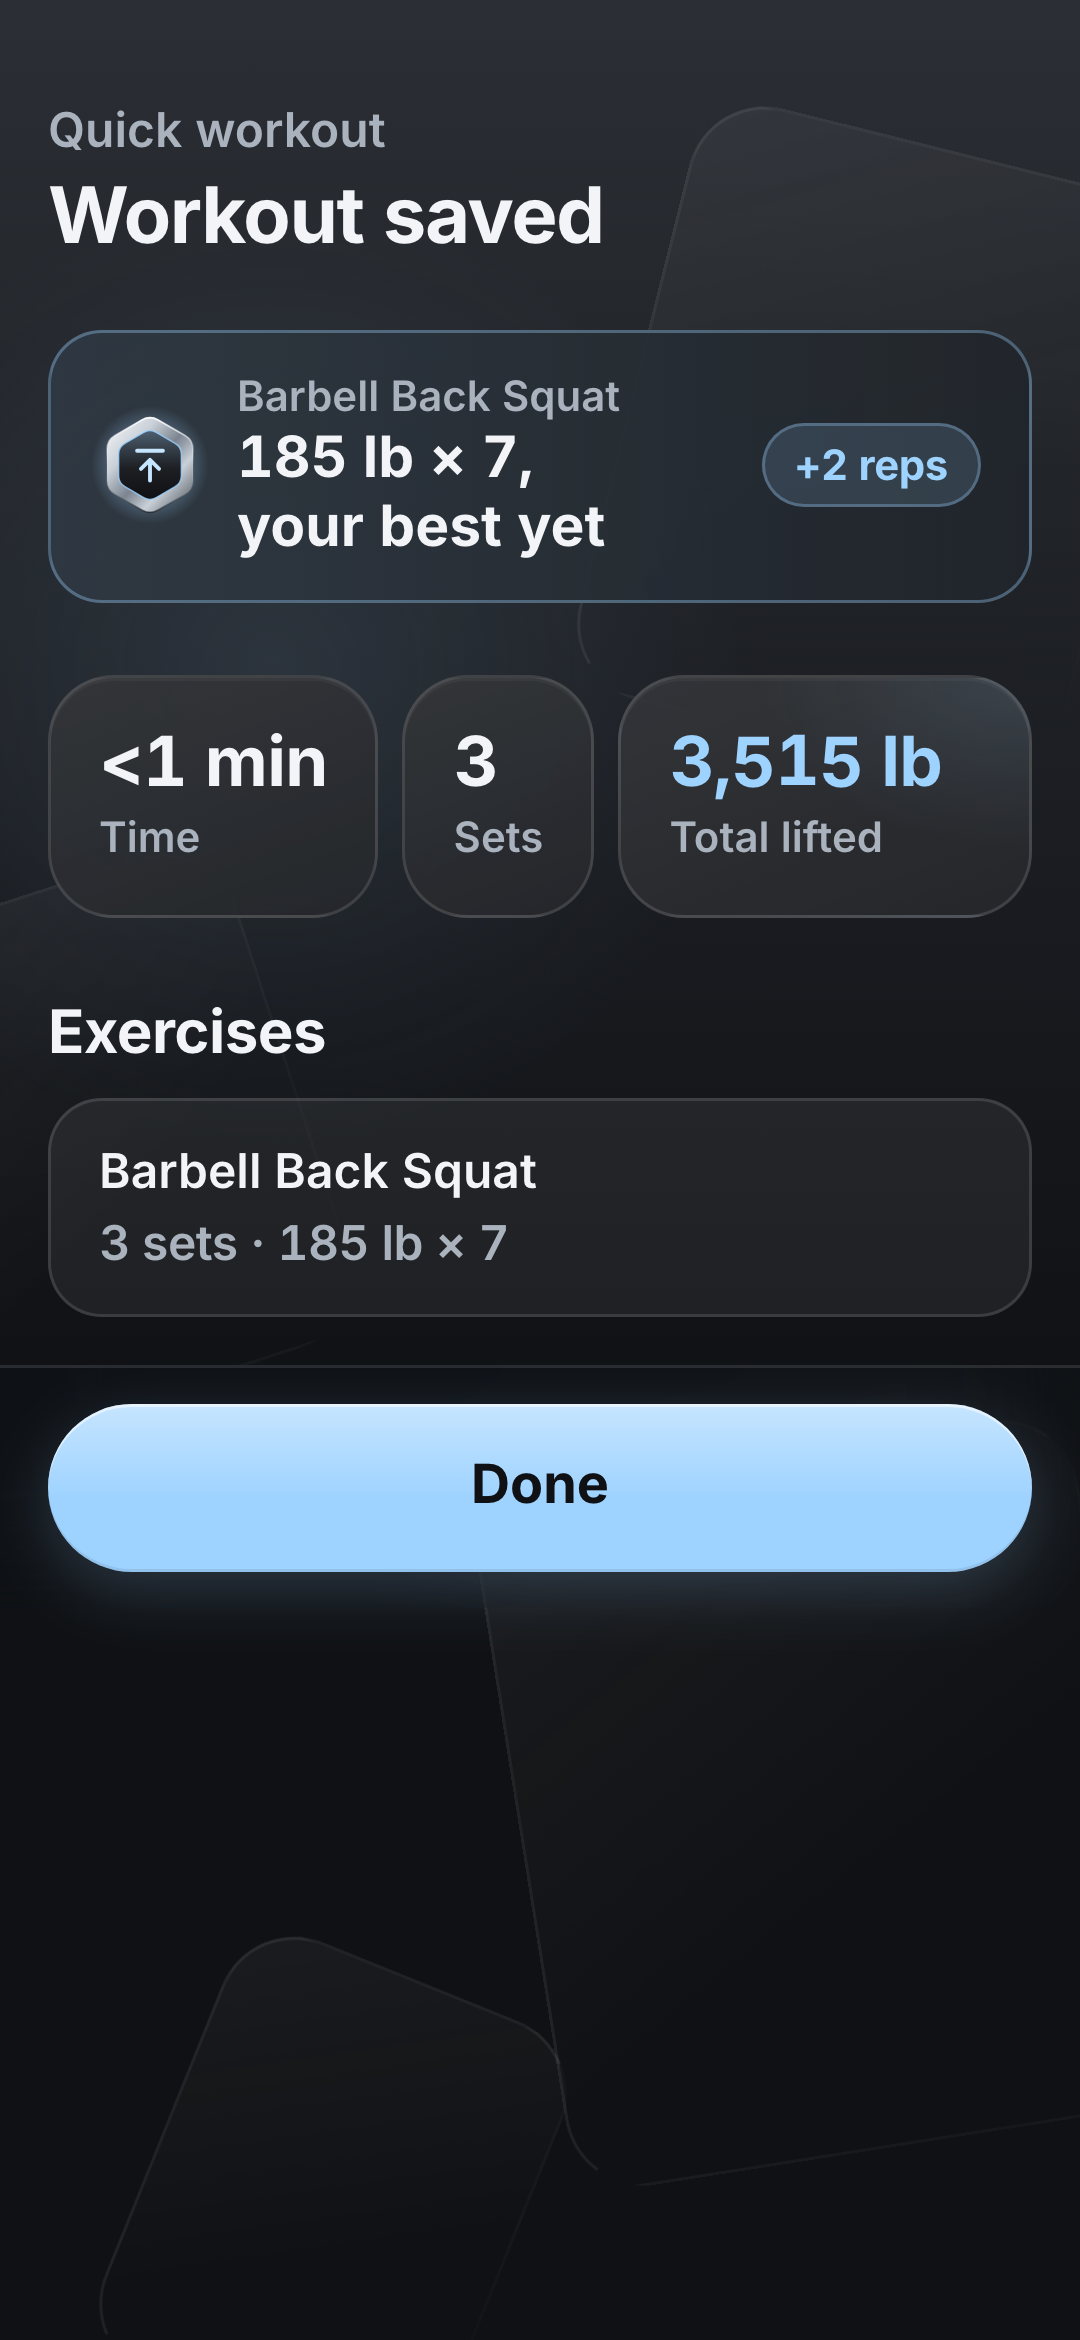 Quick workout
Workout saved
Barbell Back Squat
185 lb × 7,
your best yet
+2 reps
<1 min
Time
3
Sets
3,515 lb
Total lifted
Exercises
Barbell Back Squat
3 sets · 185 lb × 7
Done